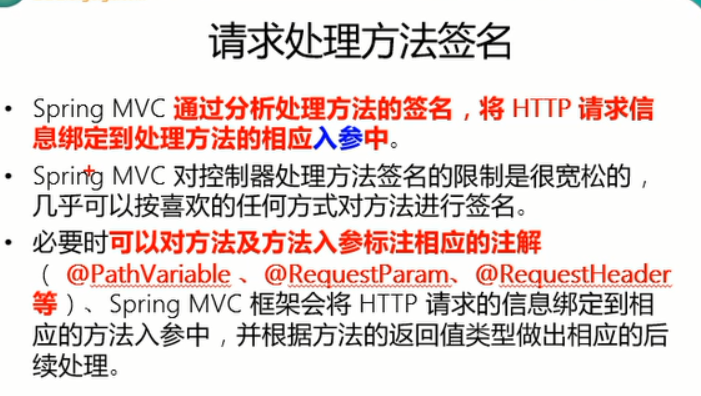 请求处理方法签名
• Spring MVC 通过分析处理方法的签名，将 HTTP 请求信
息绑定到处理方法的相应入参中。
• Spring MVC 对控制器处理方法签名的限制是很宽松的，
几乎可以按喜欢的任何方式对方法进行签名。
• 必要时可以对方法及方法入参标注相应的注解
（ @PathVariable 、@RequestParam、@RequestHeader
等）、Spring MVC 框架会将 HTTP 请求的信息绑定到相
应的方法入参中，并根据方法的返回值类型做出相应的后
续处理。